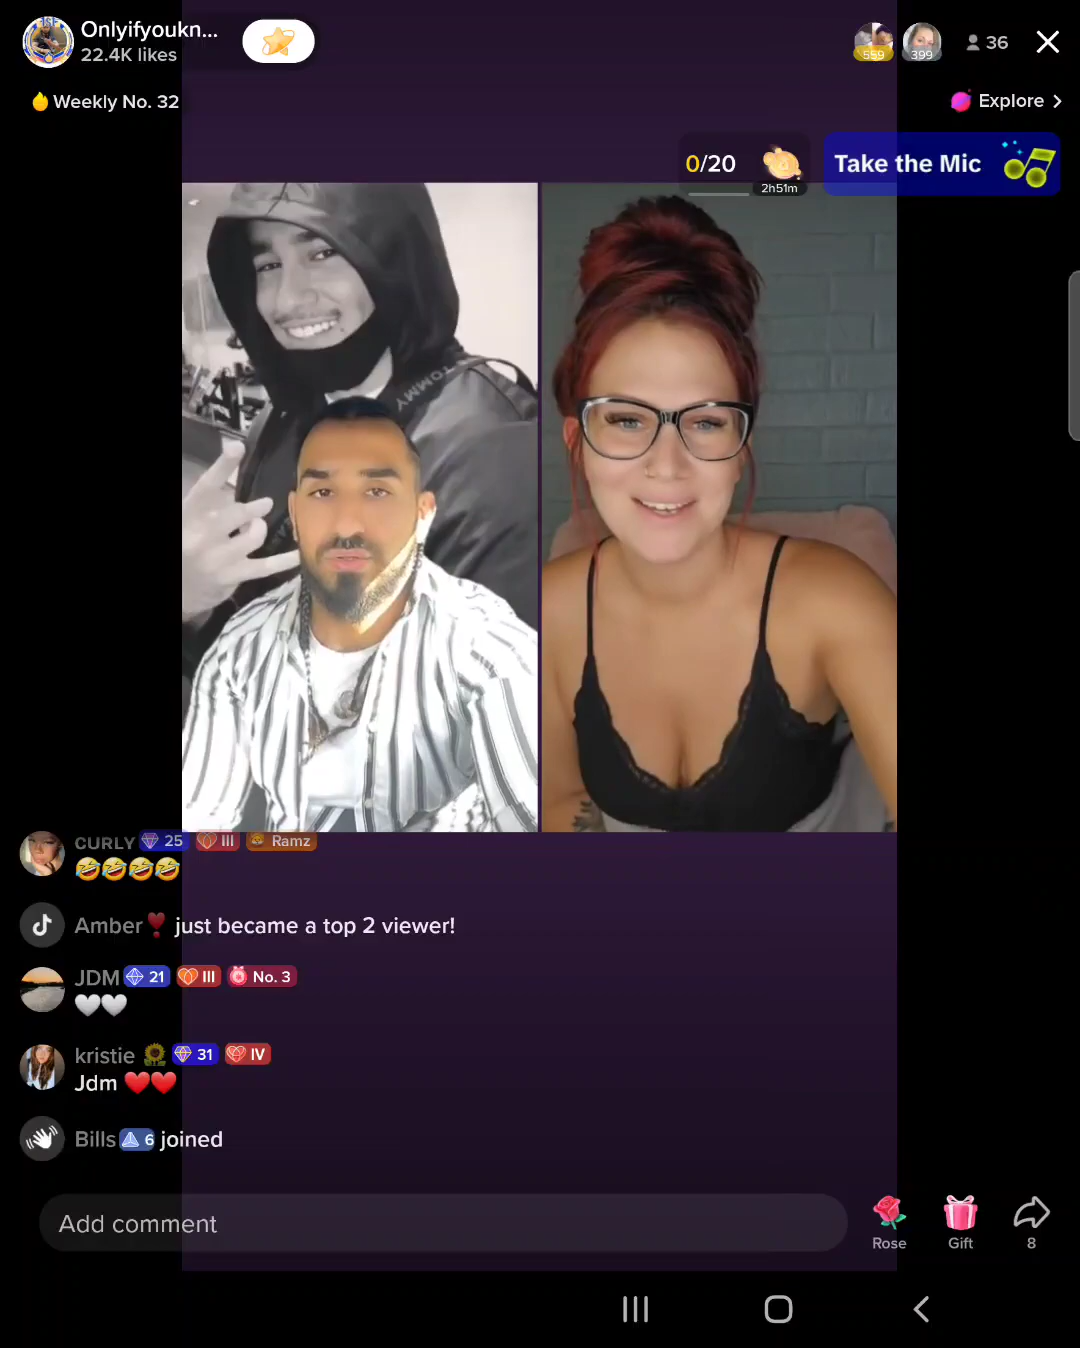 Onlyifyoukn...
22.4K likes
559
399
36
Weekly No. 32
Explore >
0/20
2h51m
Take the Mic
TOMMY
CURLY 25 III Ramz
🤣🤣🤣🤣
Amber❣ just became a top 2 viewer!
JDM 21 III No. 3
🤍🤍
kristie 🌻 31 IV
Jdm ❤️❤️
Bills 6 joined
Add comment
Rose
Gift
8